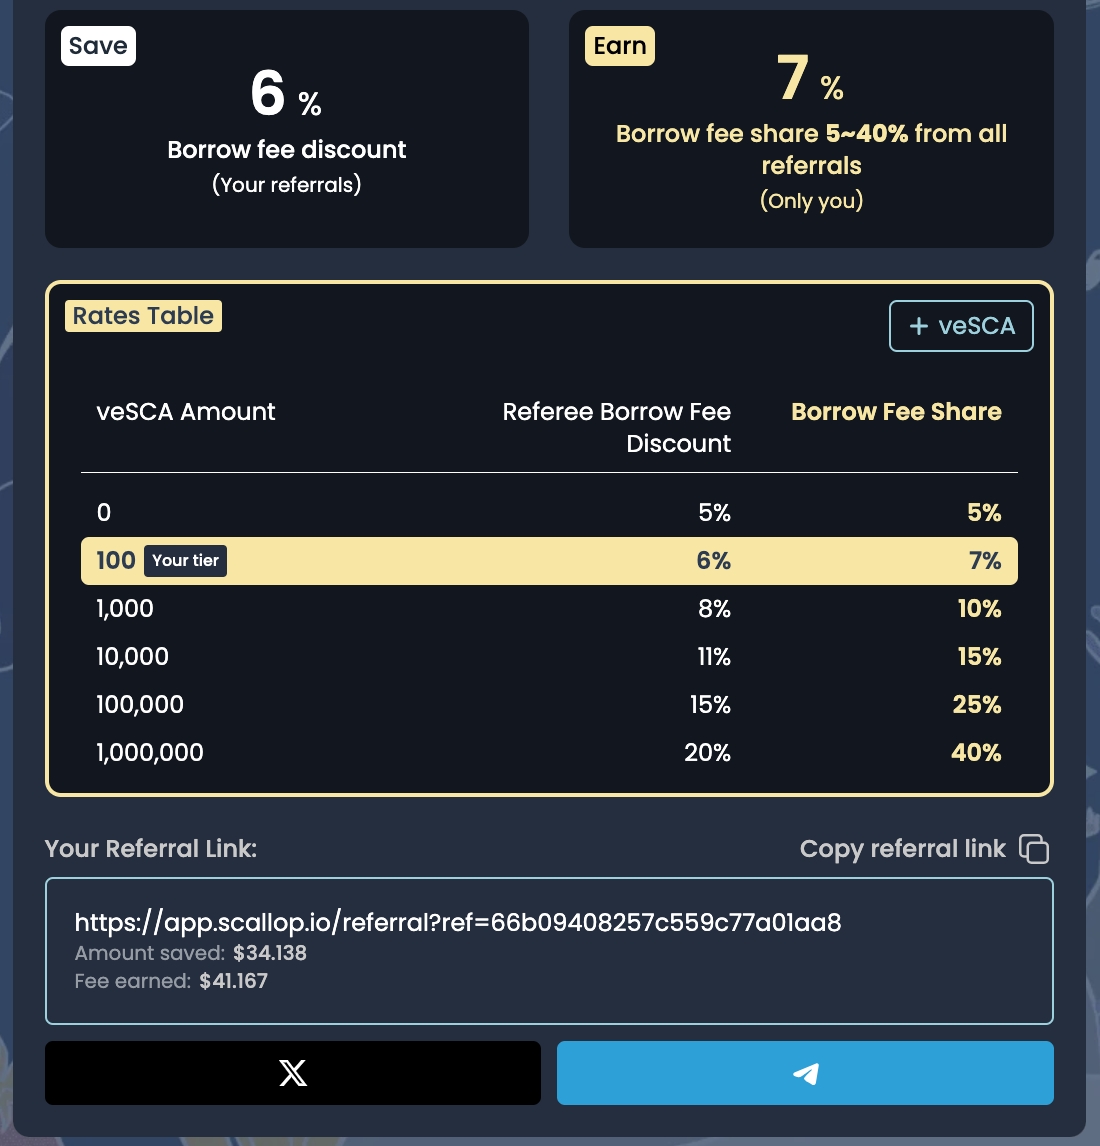 Save
6 %
Borrow fee discount
(Your referrals)
Earn
7 %
Borrow fee share 5~40% from all
referrals
(Only you)
Rates Table
+ veSCA
veSCA Amount Referee Borrow Fee Discount Borrow Fee Share
0 5% 5%
100 Your tier 6% 7%
1,000 8% 10%
10,000 11% 15%
100,000 15% 25%
1,000,000 20% 40%
Your Referral Link: Copy referral link
https://app.scallop.io/referral?ref=66b09408257c559c77a01aa8
Amount saved: $34.138
Fee earned: $41.167